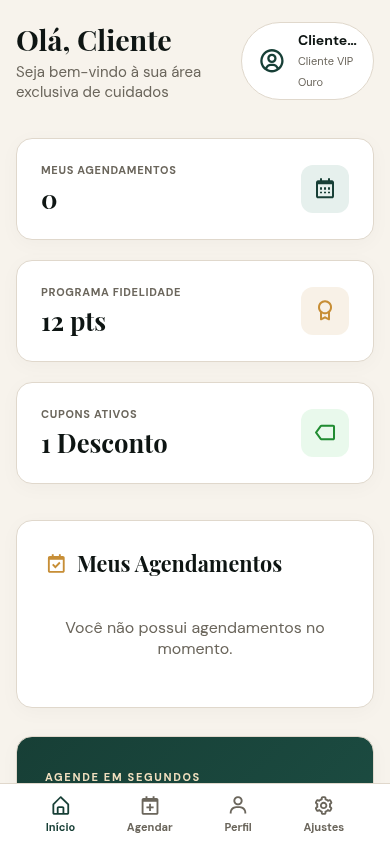 Olá, Cliente
Seja bem-vindo à sua área
exclusiva de cuidados
Cliente...
Cliente VIP
Ouro
MEUS AGENDAMENTOS
0
PROGRAMA FIDELIDADE
12 pts
CUPONS ATIVOS
1 Desconto
Meus Agendamentos
Você não possui agendamentos no
momento.
AGENDE EM SEGUNDOS
Início
Agendar
Perfil
Ajustes